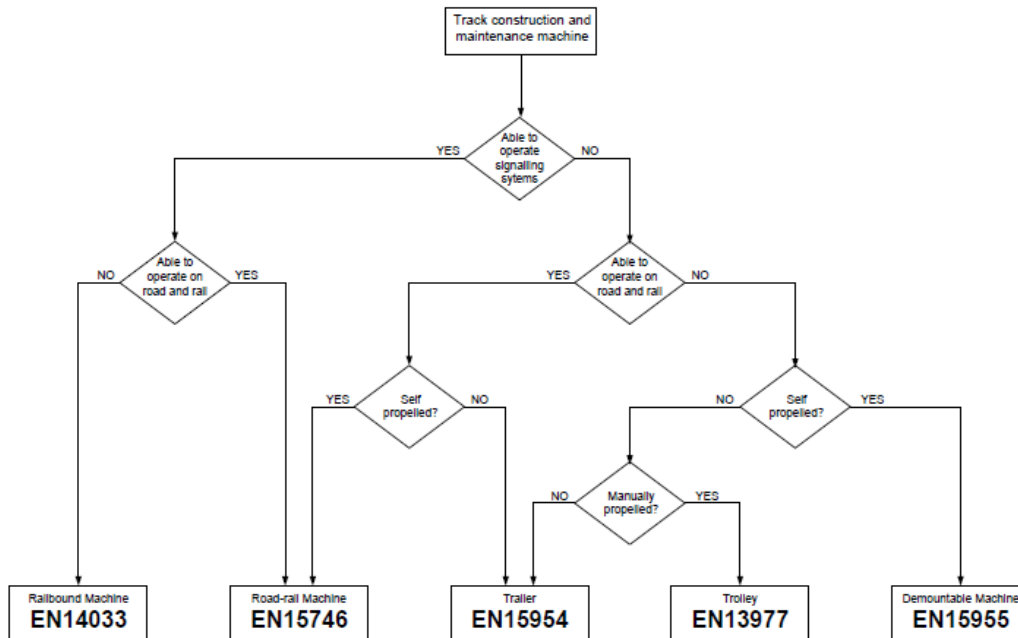 Track construction and
maintenance machine
Able to
operate
signalling
sytems
YES
NO
Able to
operate on
road and rail
NO
YES
Able to
operate on
road and rail
YES
NO
Self
propelled?
YES
NO
Self
propelled?
NO
YES
Manually
propelled?
NO
YES
Railbound Machine
EN14033
Road-rail Machine
EN15746
Trailer
EN15954
Trolley
EN13977
Demountable Machine
EN15955